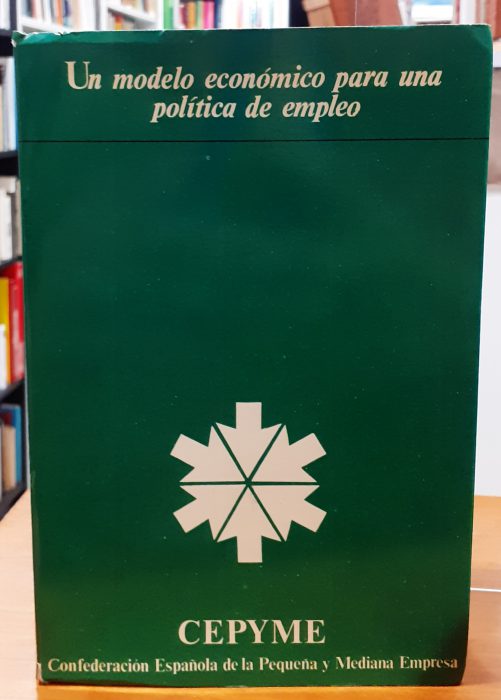 Un modelo económico para una
política de empleo
CEPYME
Confederación Española de la Pequeña y Mediana Empresa